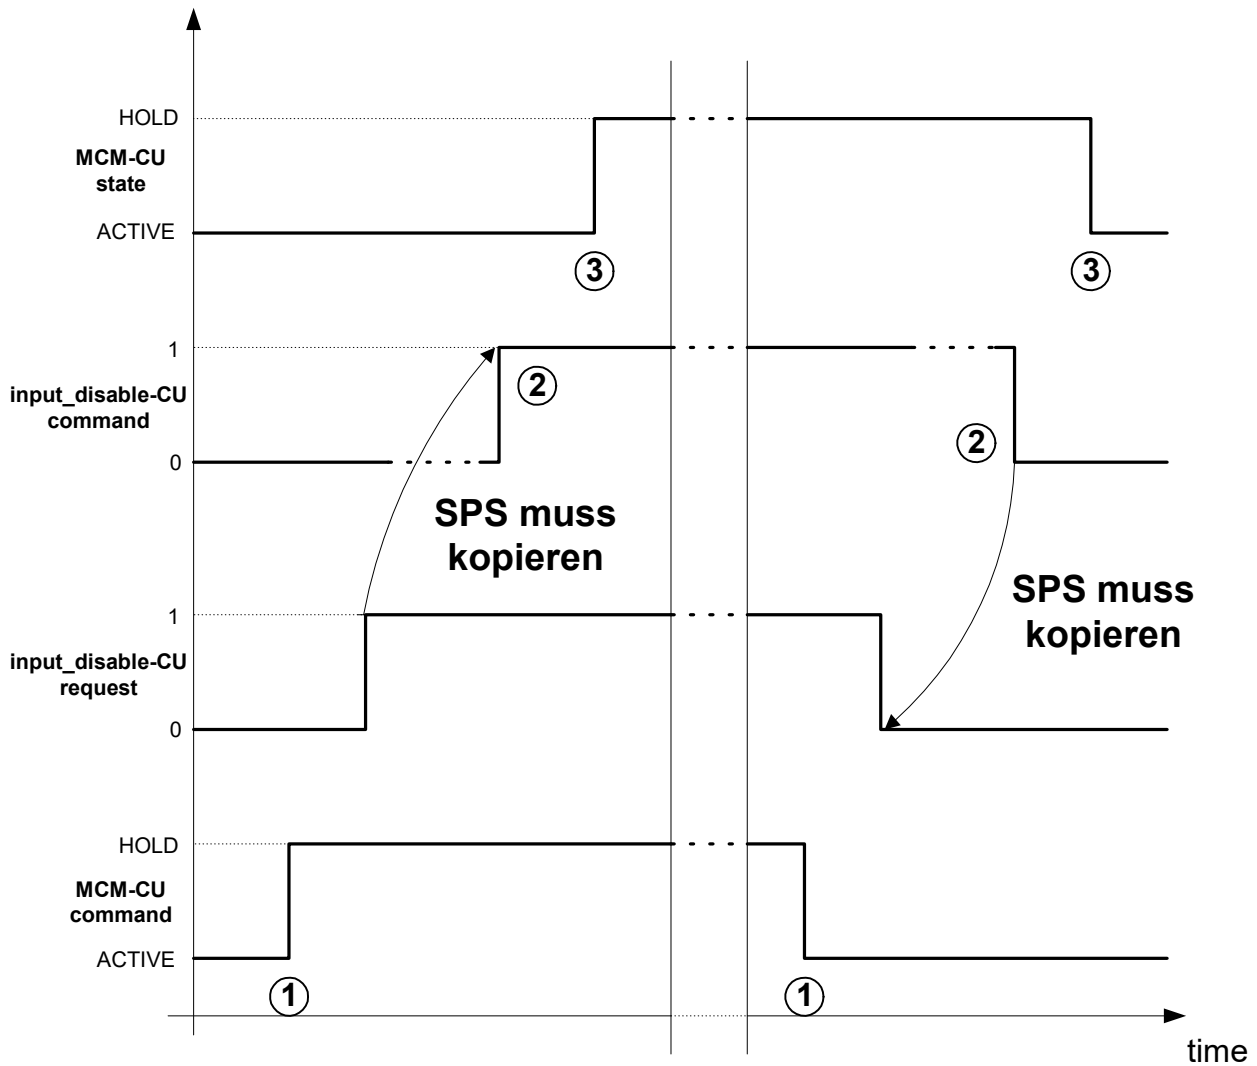 HOLD
MCM-CU
state
ACTIVE
3
3
1
input_disable-CU
command
0
2
2
SPS muss
kopieren
SPS muss
kopieren
1
input_disable-CU
request
0
HOLD
MCM-CU
command
ACTIVE
1
1
time